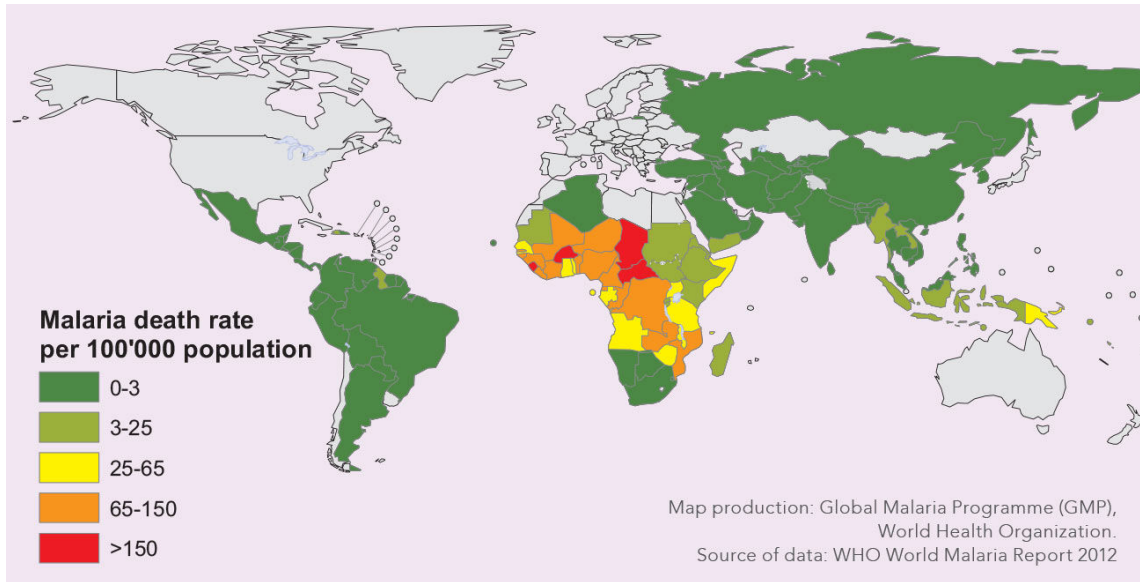 Malaria death rate
per 100'000 population
0-3
3-25
25-65
65-150
>150
Map production: Global Malaria Programme (GMP),
World Health Organization.
Source of data: WHO World Malaria Report 2012